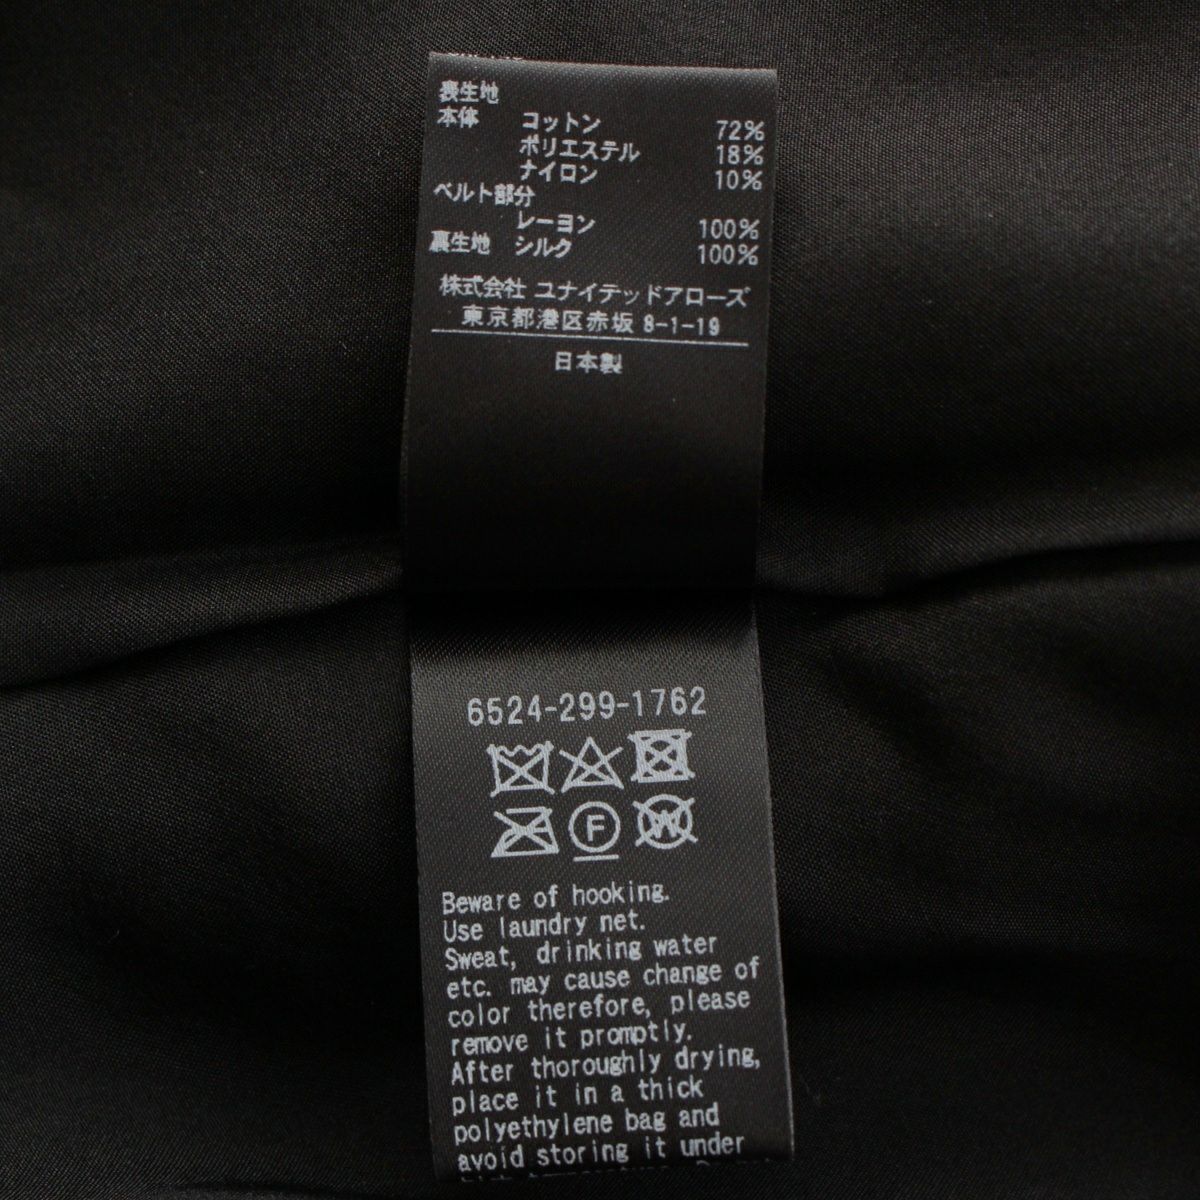 表生地
本体 コットン 72%
ポリエステル 18%
ナイロン 10%
ベルト部分
レーヨン 100%
裏生地 シルク 100%
株式会社 ユナイテッドアローズ
東京都港区赤坂 8-1-19
日本製
6524-299-1762
F
W
Beware of hooking.
Use laundry net.
Sweat, drinking water
etc. may cause change of
color therefore, please
remove it promptly.
After thoroughly drying,
place it in a thick
polyethylene bag and
avoid storing it under